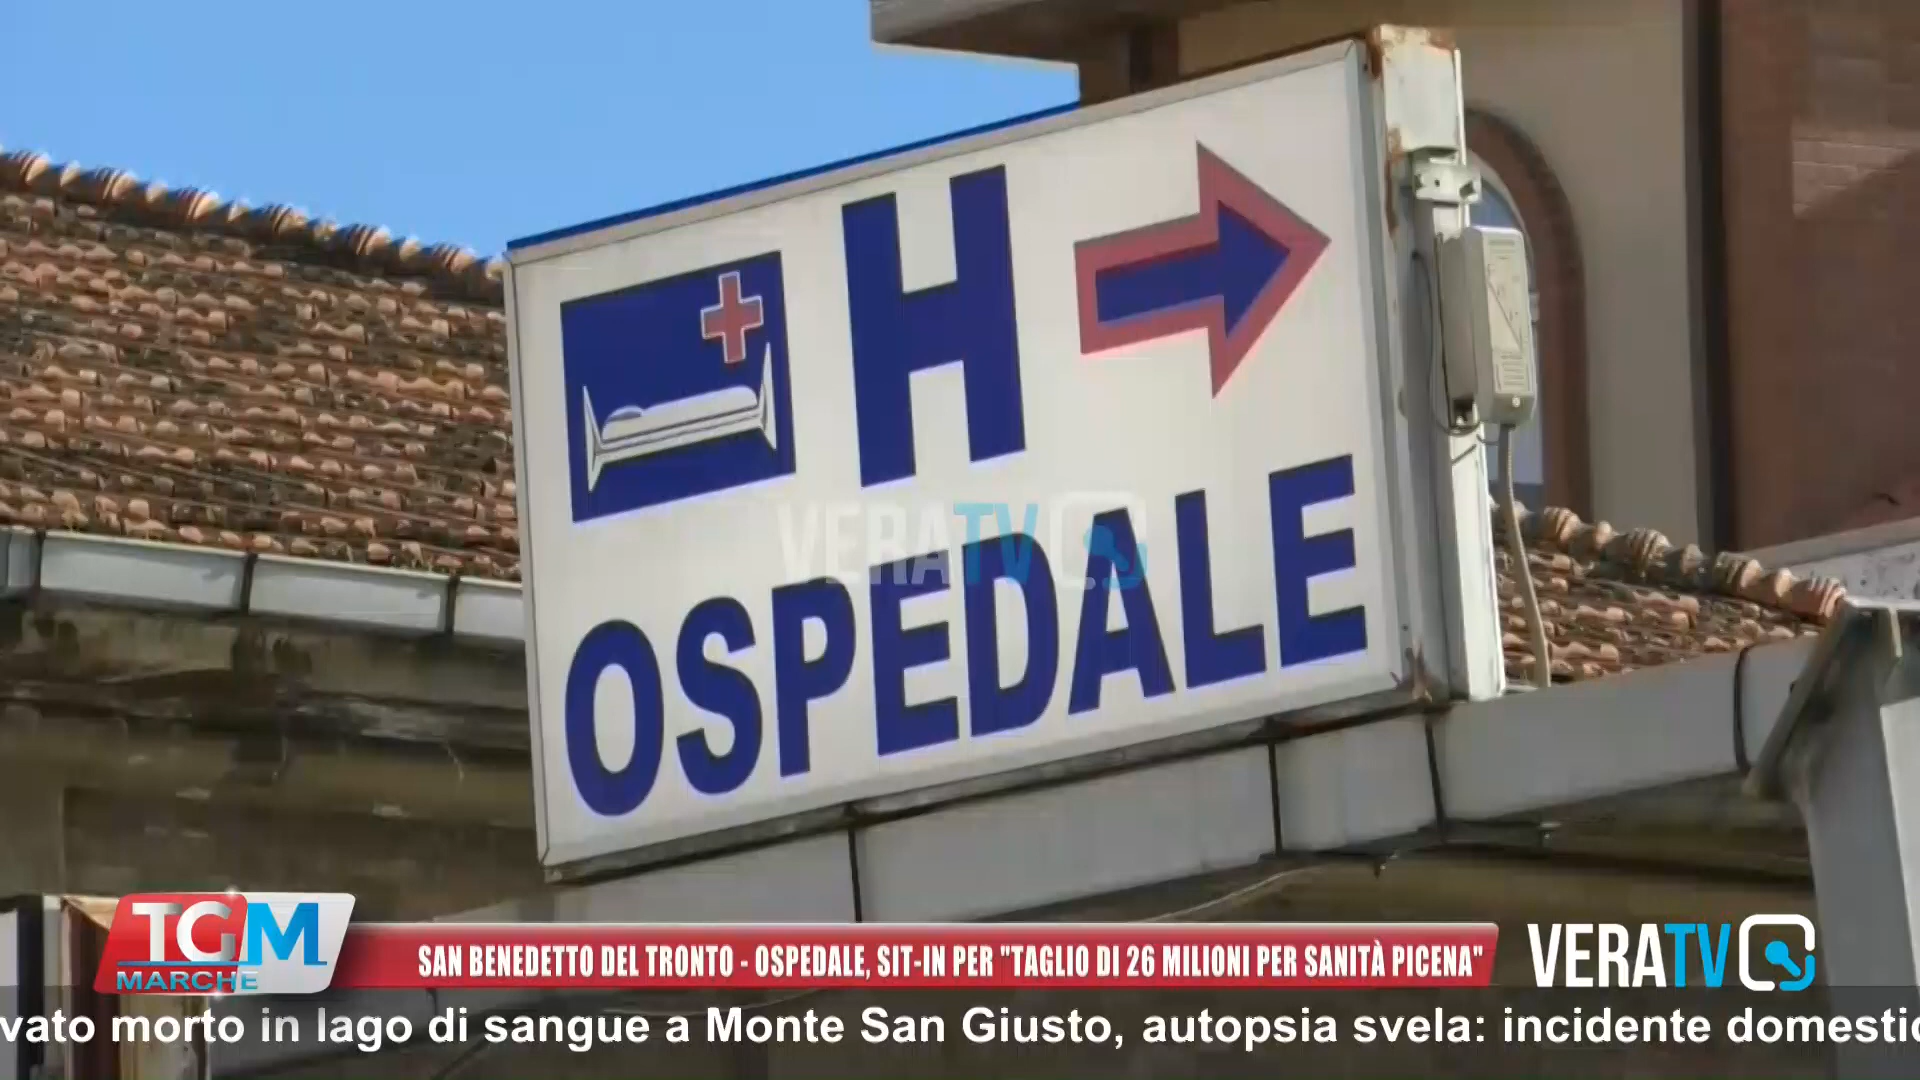 H
OSPEDALE
VERATV
TGM
MARCHE
SAN BENEDETTO DEL TRONTO - OSPEDALE, SIT-IN PER "TAGLIO DI 26 MILIONI PER SANITÀ PICENA"
VERATV
vato morto in lago di sangue a Monte San Giusto, autopsia svela: incidente domestic